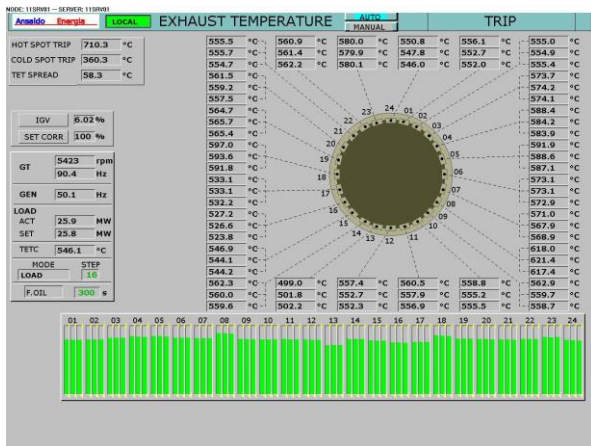 NODE: 11SRV01 -- SERVER: 11SRV01
Ansaldo Energia LOCAL EXHAUST TEMPERATURE AUTO MANUAL TRIP
HOT SPOT TRIP 710.3 °C
COLD SPOT TRIP 360.3 °C
TET SPREAD 58.3 °C
IGV 6.02 %
SET CORR 100 %
GT 5423 rpm
90.4 Hz
GEN 50.1 Hz
LOAD
ACT 25.9 MW
SET 25.8 MW
TETC 546.1 °C
MODE STEP
LOAD 16
F.OIL 300 s
555.5 °C 560.9 °C 580.0 °C 550.8 °C 556.1 °C 555.0 °C
555.7 °C 561.4 °C 579.9 °C 547.8 °C 552.7 °C 554.9 °C
554.7 °C 562.2 °C 580.1 °C 546.0 °C 552.0 °C 555.4 °C
561.5 °C 573.7 °C
559.2 °C 574.2 °C
557.5 °C 574.1 °C
564.7 °C 588.4 °C
565.7 °C 584.2 °C
565.4 °C 583.9 °C
597.0 °C 591.9 °C
593.6 °C 588.6 °C
591.8 °C 587.1 °C
533.1 °C 573.1 °C
533.1 °C 573.1 °C
532.2 °C 572.9 °C
527.2 °C 571.0 °C
526.6 °C 567.9 °C
523.8 °C 568.9 °C
546.9 °C 618.0 °C
544.1 °C 621.4 °C
544.2 °C 617.4 °C
562.3 °C 499.0 °C 557.4 °C 560.5 °C 558.8 °C 562.9 °C
560.0 °C 501.8 °C 552.7 °C 557.9 °C 555.2 °C 559.7 °C
559.6 °C 502.2 °C 552.3 °C 556.9 °C 555.5 °C 558.7 °C
24 01 02 03 04 05 06 07 08 09 10 11 12 13 14 15 16 17 18 19 20 21 22 23
01 02 03 04 05 06 07 08 09 10 11 12 13 14 15 16 17 18 19 20 21 22 23 24